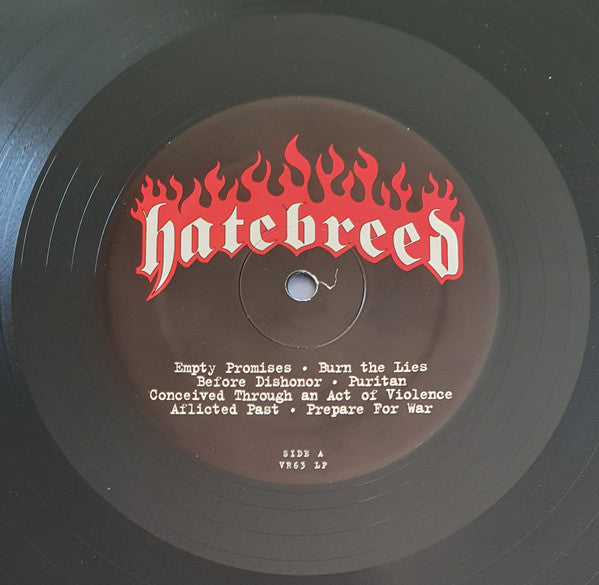 hatebreed
Empty Promises • Burn the Lies
Before Dishonor • Puritan
Conceived Through an Act of Violence
Aflicted Past • Prepare For War
SIDE A
VR63 LP